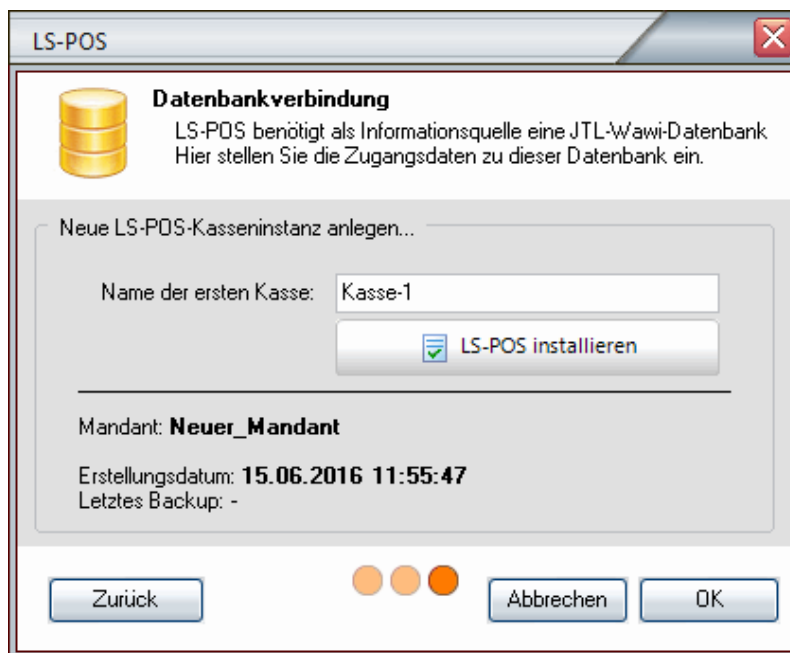 LS-POS
Datenbankverbindung
LS-POS benötigt als Informationsquelle eine JTL-Wawi-Datenbank
Hier stellen Sie die Zugangsdaten zu dieser Datenbank ein.
Neue LS-POS-Kasseninstanz anlegen...
Name der ersten Kasse: Kasse-1
LS-POS installieren
Mandant: Neuer_Mandant
Erstellungsdatum: 15.06.2016 11:55:47
Letztes Backup: -
Zurück Abbrechen OK